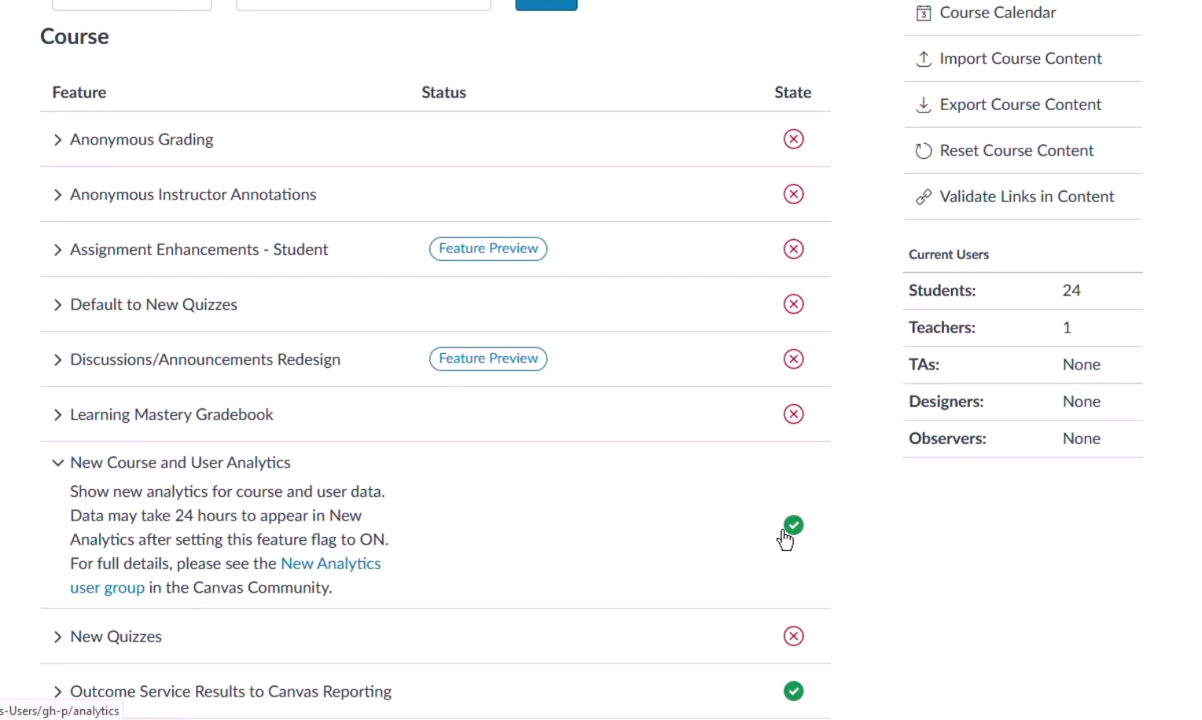 Course
Feature Status State
Anonymous Grading
Anonymous Instructor Annotations
Assignment Enhancements - Student Feature Preview
Default to New Quizzes
Discussions/Announcements Redesign Feature Preview
Learning Mastery Gradebook
New Course and User Analytics
Show new analytics for course and user data.
Data may take 24 hours to appear in New
Analytics after setting this feature flag to ON.
For full details, please see the New Analytics
user group in the Canvas Community.
New Quizzes
Outcome Service Results to Canvas Reporting
s-Users/gh-p/analytics
Course Calendar
Import Course Content
Export Course Content
Reset Course Content
Validate Links in Content
Current Users
Students: 24
Teachers: 1
TAs: None
Designers: None
Observers: None